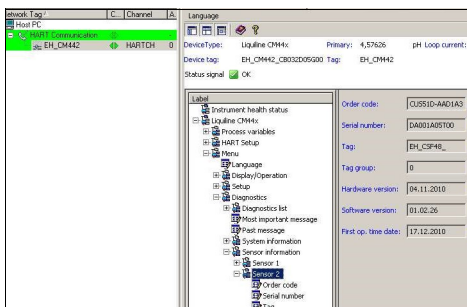 etwork Tag C... Channel A.
Host PC
HART Communication
EH_CM442 HARTCH 0
Language
DeviceType: Liquiline CM44x Primary: 4,57626 pH Loop current:
Device tag: EH_CM442_CB032D05G00 Tag: EH_CM442
Status signal OK
Label
Instrument health status
Liquiline CM44x
Process variables
HART Setup
Menu
Language
Display/Operation
Setup
Diagnostics
Diagnostics list
Most important message
Past message
System information
Sensor information
Sensor 1
Sensor 2
Order code
Serial number
Tag
Order code: CUS51D-AAD1A3
Serial number: DA001A05T00
Tag: EH_CSF48_
Tag group: 0
Hardware version: 04.11.2010
Software version: 01.02.26
First op. time date: 17.12.2010